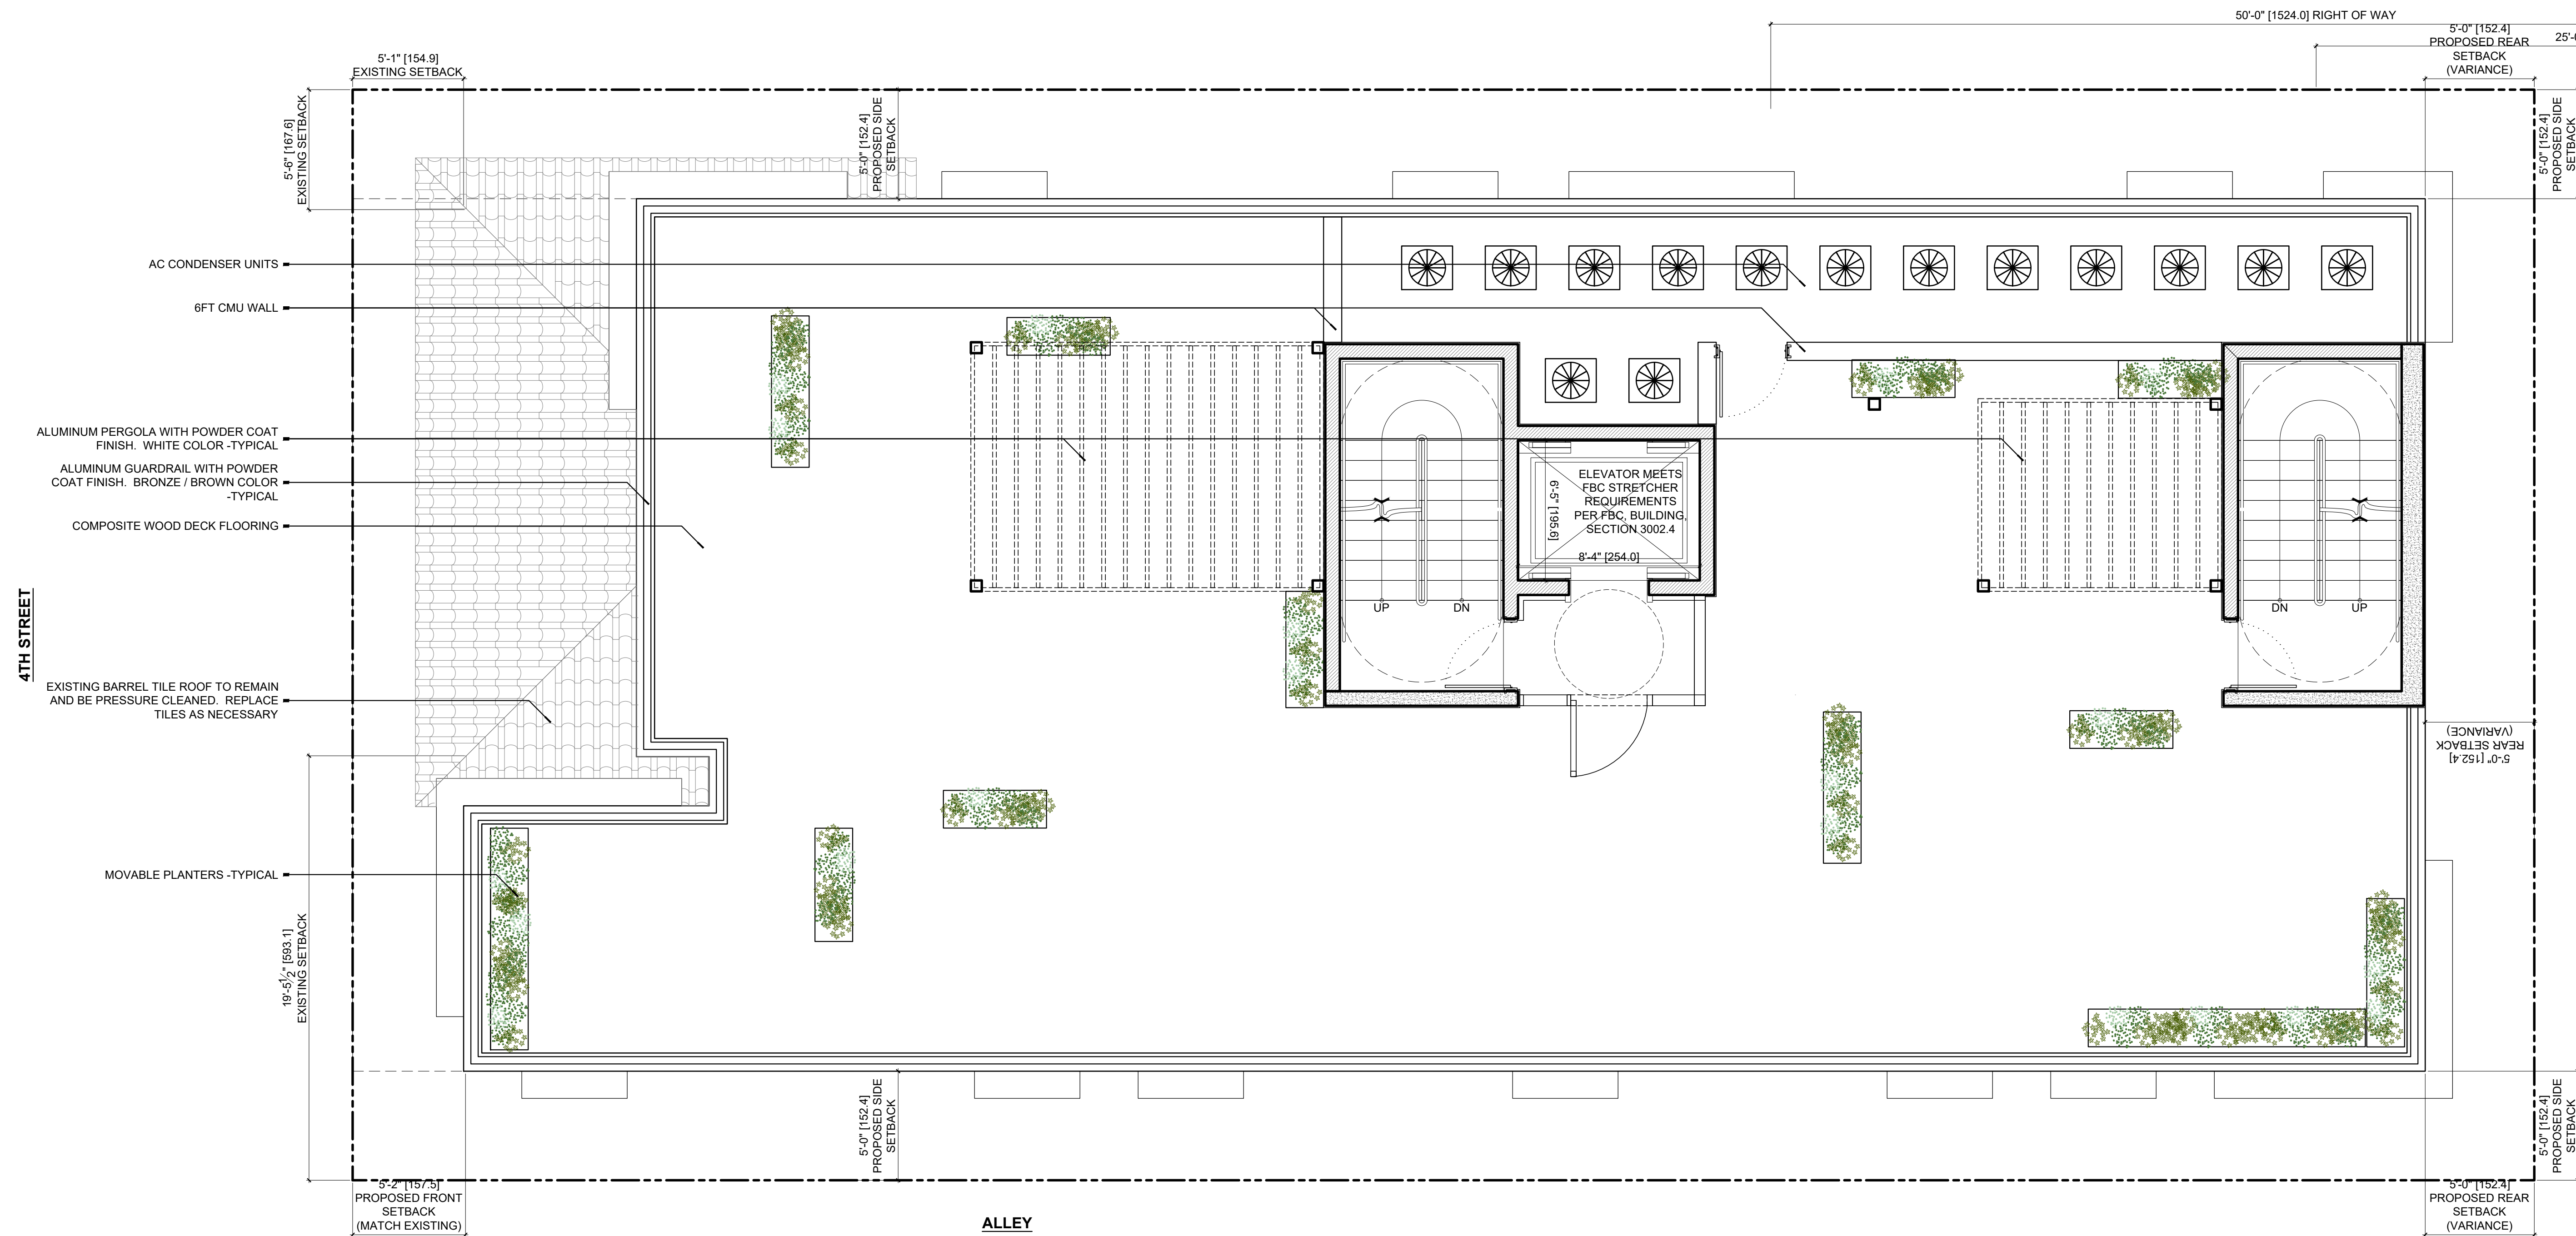 50'-0" [1524.0] RIGHT OF WAY
5'-0" [152.4]
PROPOSED REAR
SETBACK
(VARIANCE)
5'-1" [154.9]
EXISTING SETBACK
5'-6" [167.6]
EXISTING SETBACK
5'-0" [152.4]
PROPOSED SIDE
SETBACK
5'-0" [152.4]
PROPOSED SIDE
SETBACK
AC CONDENSER UNITS
6FT CMU WALL
ALUMINUM PERGOLA WITH POWDER COAT
FINISH. WHITE COLOR -TYPICAL
ALUMINUM GUARDRAIL WITH POWDER
COAT FINISH. BRONZE / BROWN COLOR
-TYPICAL
COMPOSITE WOOD DECK FLOORING
ELEVATOR MEETS
FBC STRETCHER
REQUIREMENTS
PER FBC, BUILDING,
SECTION 3002.4
6'-5" [195.6]
8'-4" [254.0]
UP
DN
DN
UP
4TH STREET
EXISTING BARREL TILE ROOF TO REMAIN
AND BE PRESSURE CLEANED. REPLACE
TILES AS NECESSARY
5'-0" [152.4]
REAR SETBACK
(VARIANCE)
MOVABLE PLANTERS -TYPICAL
19'-5 1/2" [593.1]
EXISTING SETBACK
5'-0" [152.4]
PROPOSED SIDE
SETBACK
5'-0" [152.4]
PROPOSED SIDE
SETBACK
5'-2" [157.5]
PROPOSED FRONT
SETBACK
(MATCH EXISTING)
ALLEY
5'-0" [152.4]
PROPOSED REAR
SETBACK
(VARIANCE)